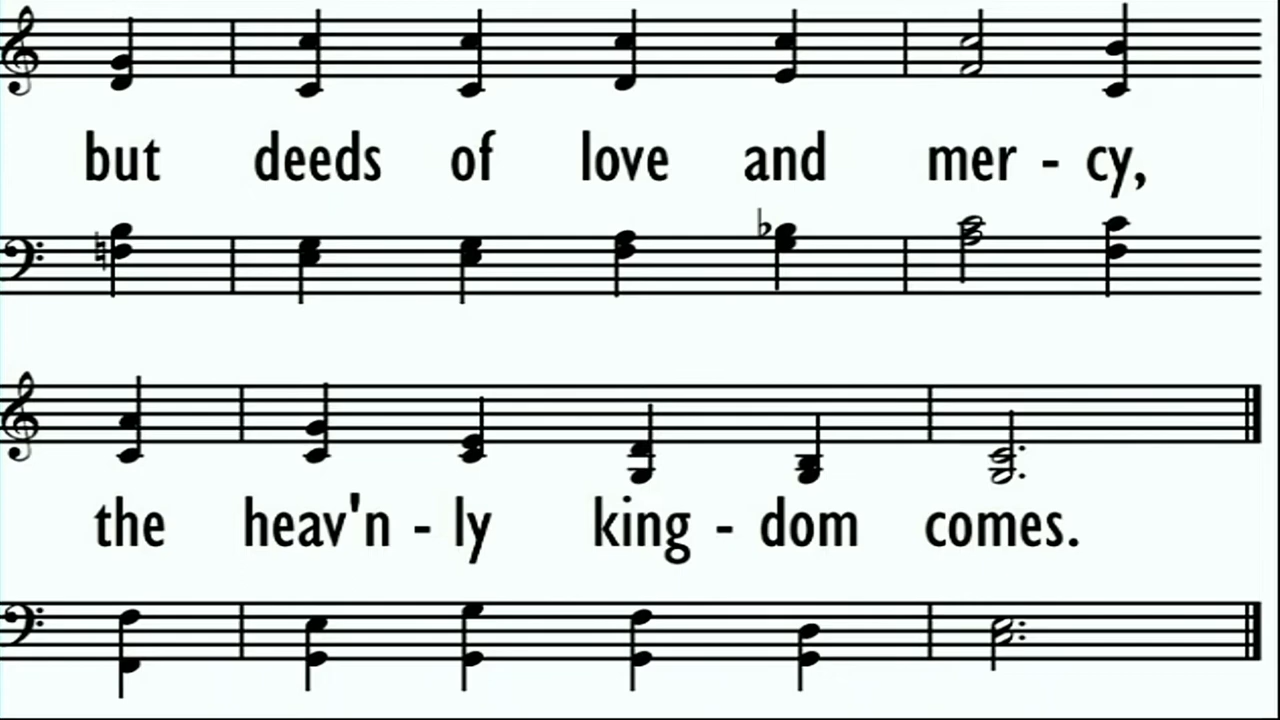 but deeds of love and mer - cy,
the heav'n - ly king - dom comes.